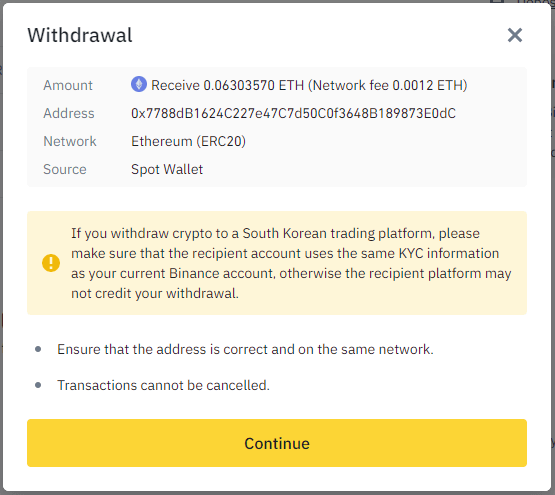 Withdrawal
Amount Receive 0.06303570 ETH (Network fee 0.0012 ETH)
Address 0x7788dB1624C227e47C7d50C0f3648B189873E0dC
Network Ethereum (ERC20)
Source Spot Wallet
If you withdraw crypto to a South Korean trading platform, please
make sure that the recipient account uses the same KYC information
as your current Binance account, otherwise the recipient platform may
not credit your withdrawal.
Ensure that the address is correct and on the same network.
Transactions cannot be cancelled.
Continue